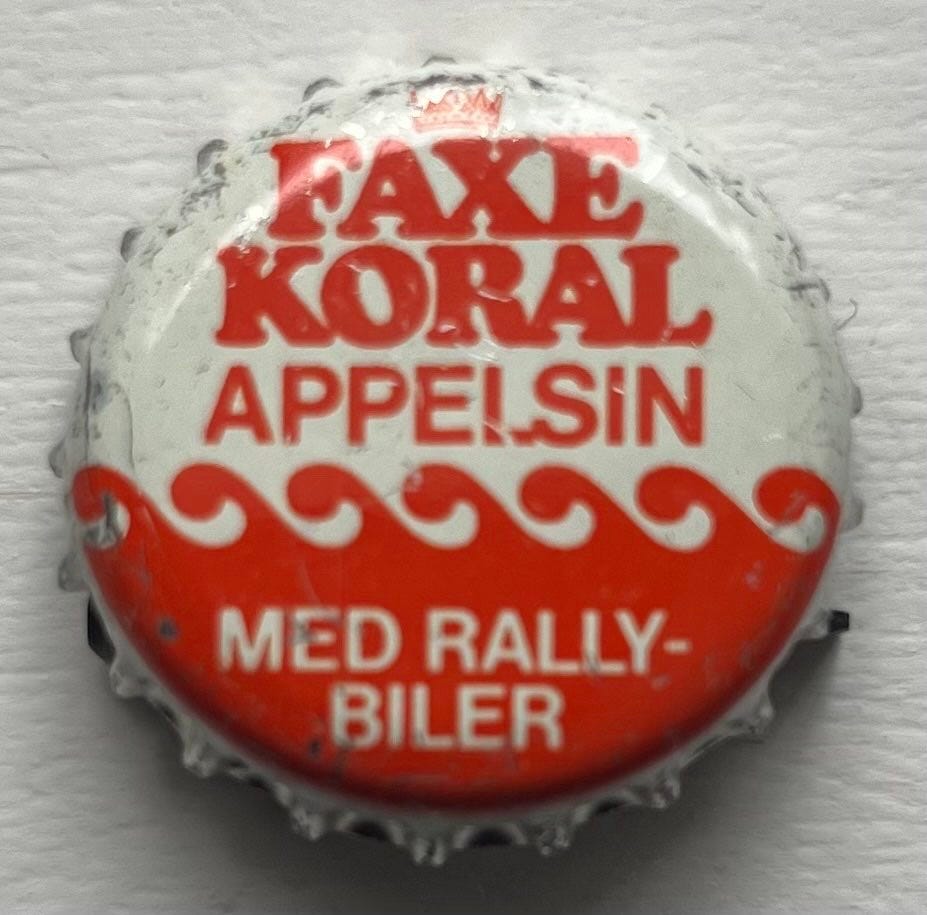 FAXE
KORAL
APPELSIN
MED RALLY-
BILER